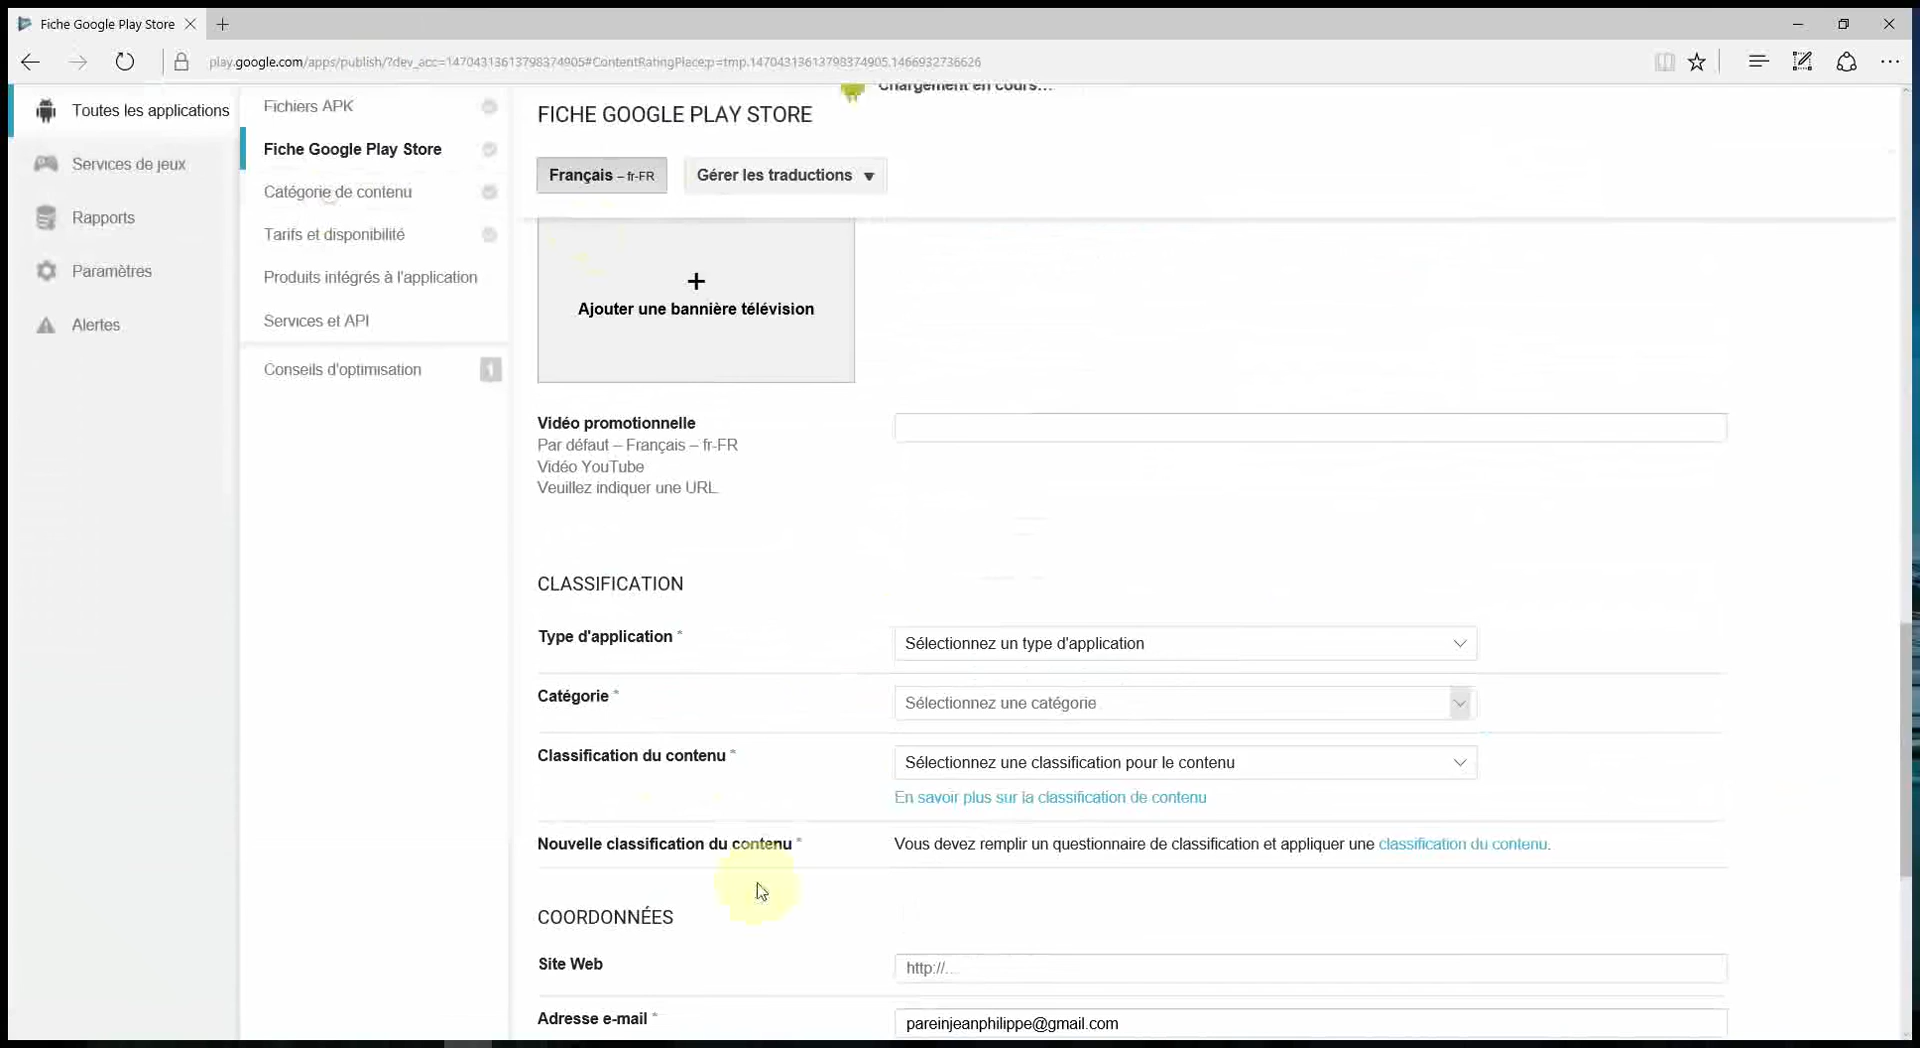 Fiche Google Play Store
play.google.com/apps/publish/?dev_acc=14704313613798374905#ContentRatingPlace:p=tmp.14704313613798374905.1466932736626
Toutes les applications
Services de jeux
Rapports
Paramètres
Alertes
Fichiers APK
Fiche Google Play Store
Catégorie de contenu
Tarifs et disponibilité
Produits intégrés à l'application
Services et API
Conseils d'optimisation 1
Chargement en cours...
FICHE GOOGLE PLAY STORE
Français – fr-FR
Gérer les traductions
+
Ajouter une bannière télévision
Vidéo promotionnelle
Par défaut – Français – fr-FR
Vidéo YouTube
Veuillez indiquer une URL.
CLASSIFICATION
Type d'application *
Sélectionnez un type d'application
Catégorie *
Sélectionnez une catégorie
Classification du contenu *
Sélectionnez une classification pour le contenu
En savoir plus sur la classification de contenu
Nouvelle classification du contenu *
Vous devez remplir un questionnaire de classification et appliquer une classification du contenu.
COORDONNÉES
Site Web
http://...
Adresse e-mail *
pareinjeanphilippe@gmail.com